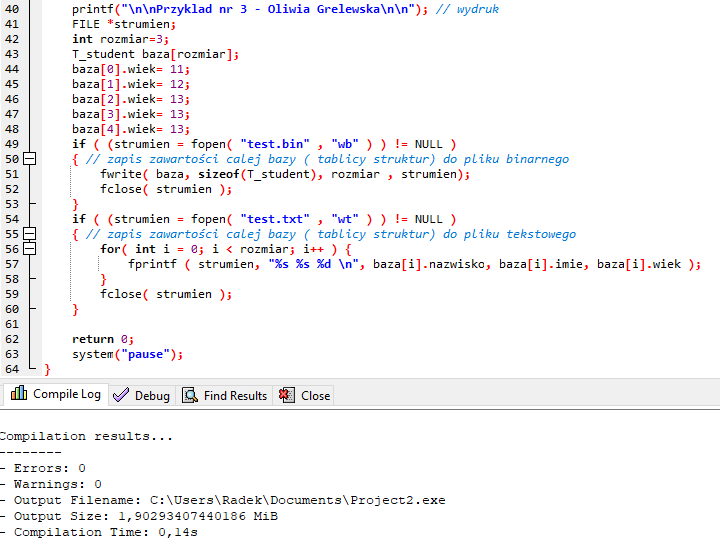 40 printf("\n\nPrzyklad nr 3 - Oliwia Grelewska\n\n"); // wydruk
41 FILE *strumien;
42 int rozmiar=3;
43 T_student baza[rozmiar];
44 baza[0].wiek= 11;
45 baza[1].wiek= 12;
46 baza[2].wiek= 13;
47 baza[3].wiek= 13;
48 baza[4].wiek= 13;
49 if ( (strumien = fopen( "test.bin" , "wb" ) ) != NULL )
50 { // zapis zawartości calej bazy ( tablicy struktur) do pliku binarnego
51 fwrite( baza, sizeof(T_student), rozmiar , strumien);
52 fclose( strumien );
53 }
54 if ( (strumien = fopen( "test.txt" , "wt" ) ) != NULL )
55 { // zapis zawartości calej bazy ( tablicy struktur) do pliku tekstowego
56 for( int i = 0; i < rozmiar; i++ ) {
57 fprintf ( strumien, "%s %s %d \n", baza[i].nazwisko, baza[i].imie, baza[i].wiek );
58 }
59 fclose( strumien );
60 }
61
62 return 0;
63 system("pause");
64 }
Compile Log Debug Find Results Close
Compilation results...
--------
- Errors: 0
- Warnings: 0
- Output Filename: C:\Users\Radek\Documents\Project2.exe
- Output Size: 1,90293407440186 MiB
- Compilation Time: 0,14s